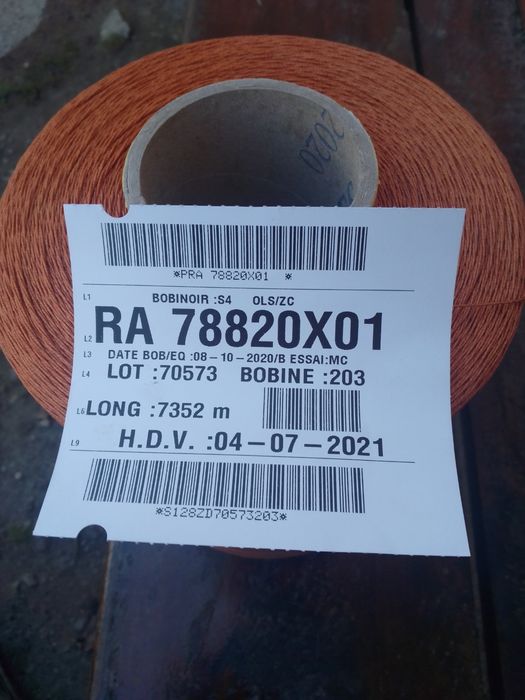 2020
*PRA 78820X01 *
L1 BOBINOIR :S4 OLS/ZC
L2 RA 78820X01
L3 DATE BOB/EQ :08-10-2020/B ESSAI:MC
L4 LOT :70573 BOBINE :203
L6 LONG :7352 m
L9 H.D.V. :04-07-2021
*S128ZD70573203*